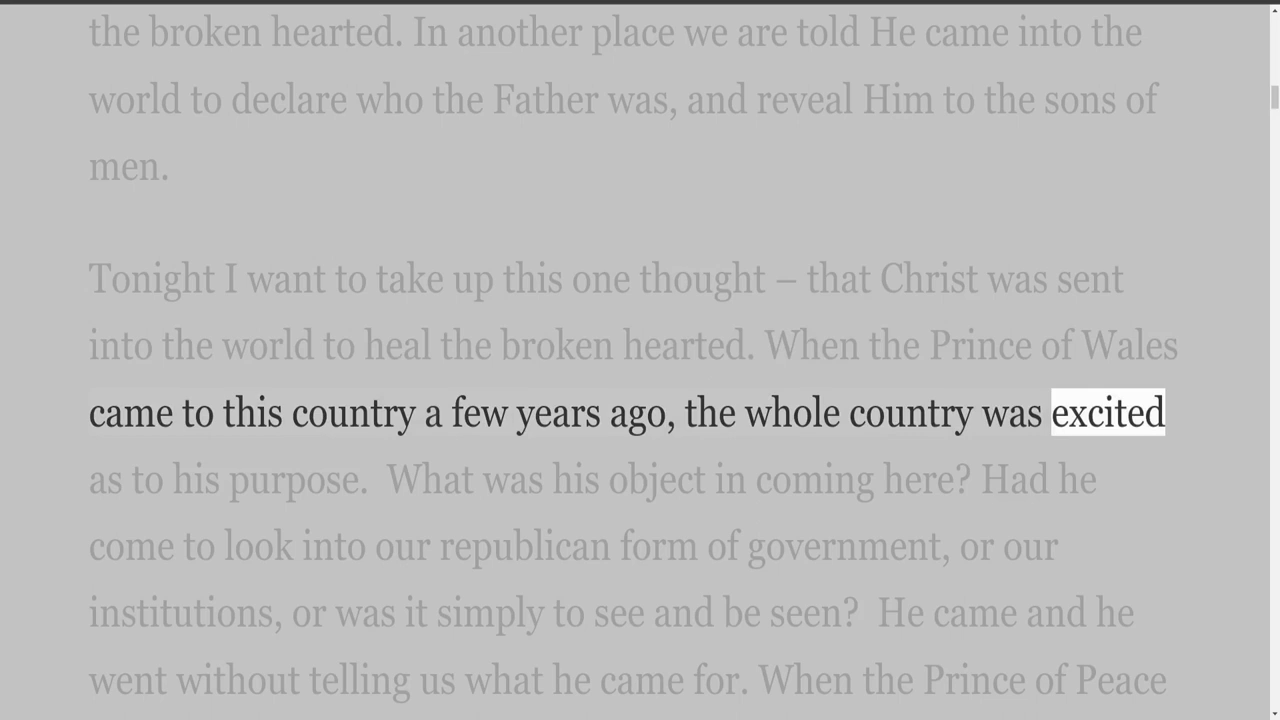 the broken hearted. In another place we are told He came into the
world to declare who the Father was, and reveal Him to the sons of
men.
Tonight I want to take up this one thought – that Christ was sent
into the world to heal the broken hearted. When the Prince of Wales
came to this country a few years ago, the whole country was excited
as to his purpose.  What was his object in coming here? Had he
come to look into our republican form of government, or our
institutions, or was it simply to see and be seen?  He came and he
went without telling us what he came for. When the Prince of Peace